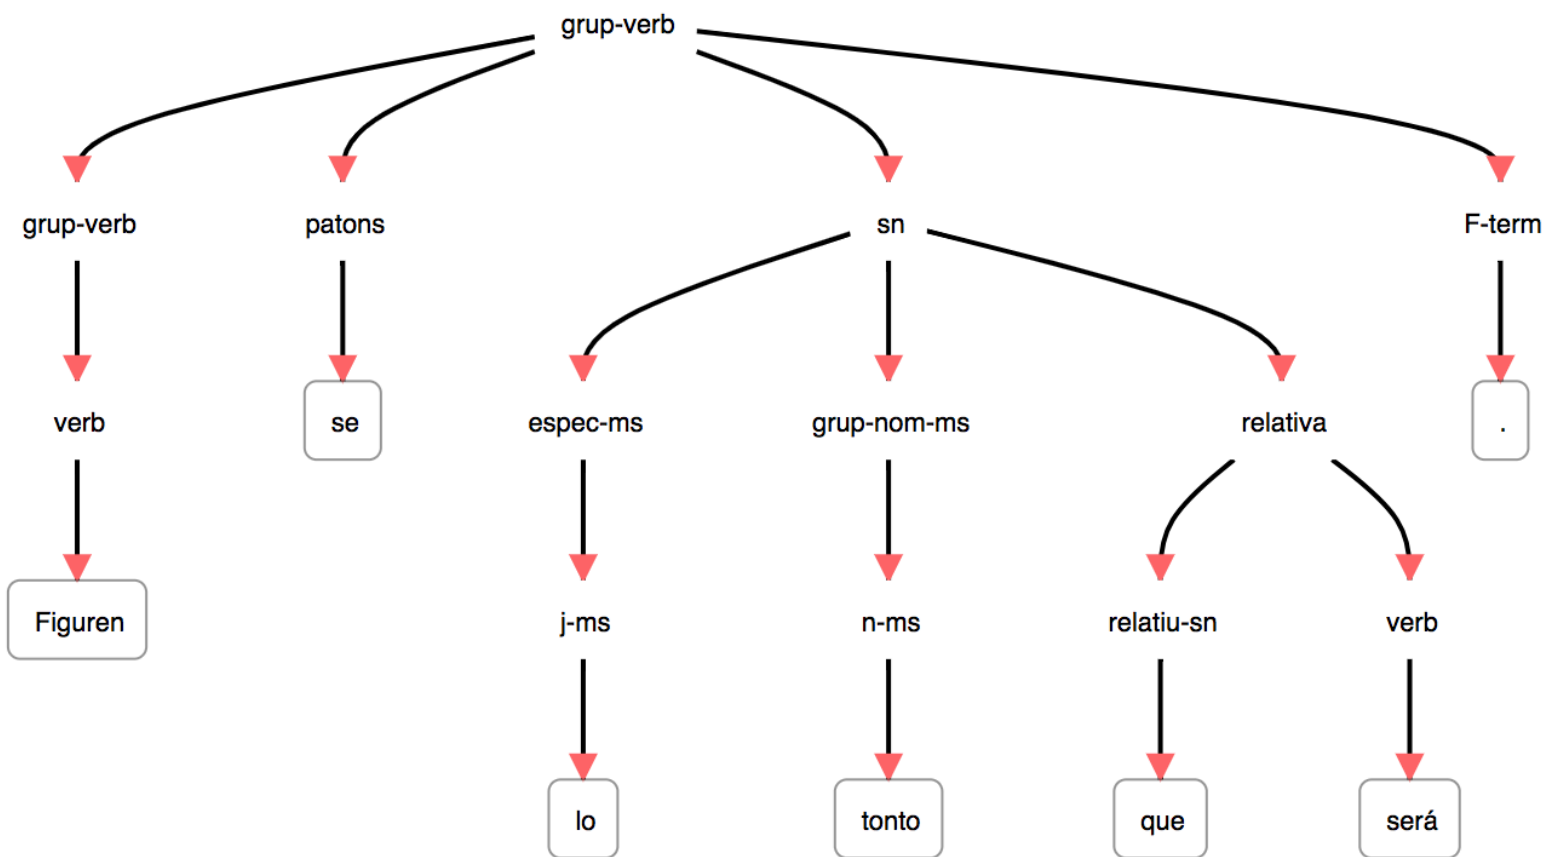 grup-verb
grup-verb patons sn F-term
verb se espec-ms grup-nom-ms relativa .
Figuren j-ms n-ms relatiu-sn verb
lo tonto que será